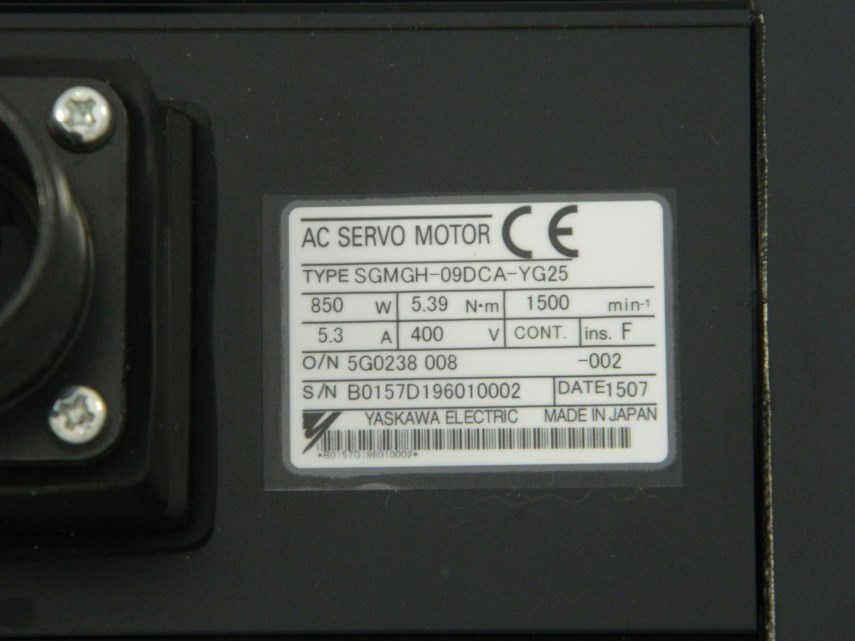 AC SERVO MOTOR CE
TYPE SGMGH-09DCA-YG25
850 W 5.39 N·m 1500 min-1
5.3 A 400 V CONT. ins. F
O/N 5G0238 008 -002
S/N B0157D196010002 DATE 1507
YASKAWA ELECTRIC MADE IN JAPAN
*B0157D196010002*